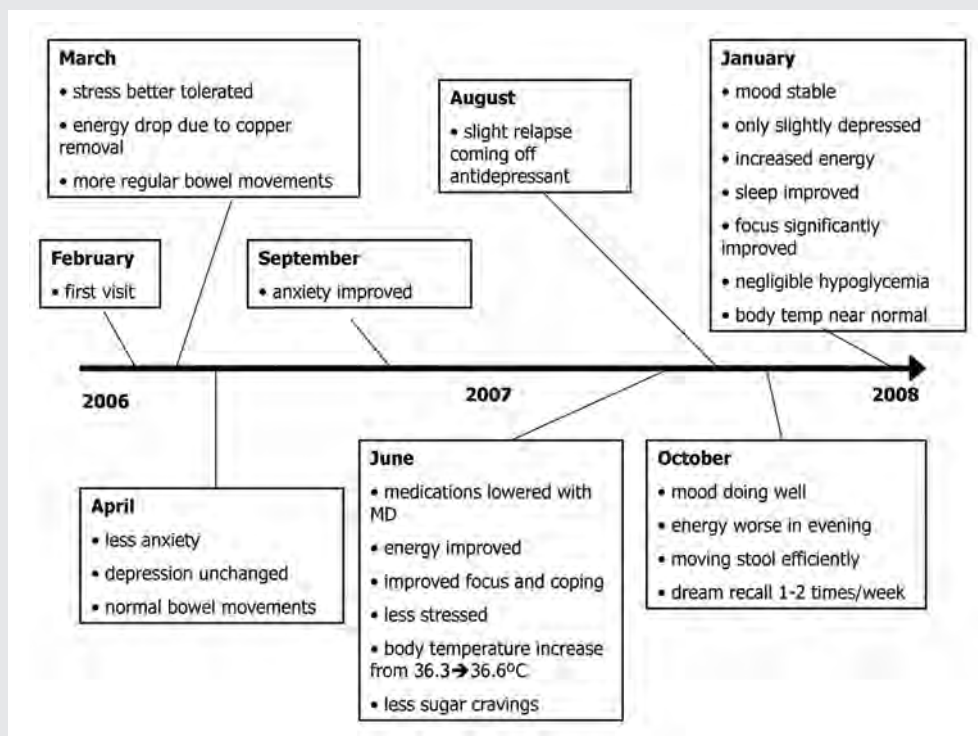 March
• stress better tolerated
• energy drop due to copper
removal
• more regular bowel movements
August
• slight relapse
coming off
antidepressant
January
• mood stable
• only slightly depressed
• increased energy
• sleep improved
• focus significantly
improved
• negligible hypoglycemia
• body temp near normal
February
• first visit
September
• anxiety improved
2006
2007
2008
April
• less anxiety
• depression unchanged
• normal bowel movements
June
• medications lowered with
MD
• energy improved
• improved focus and coping
• less stressed
• body temperature increase
from 36.3➔36.6ºC
• less sugar cravings
October
• mood doing well
• energy worse in evening
• moving stool efficiently
• dream recall 1-2 times/week